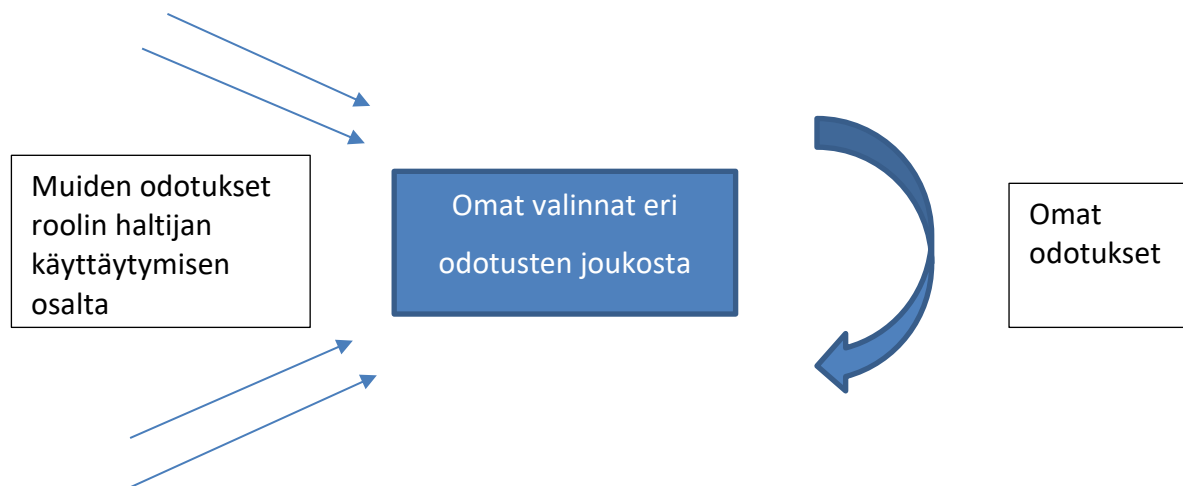 Muiden odotukset
roolin haltijan
käyttäytymisen
osalta
Omat valinnat eri
odotusten joukosta
Omat
odotukset